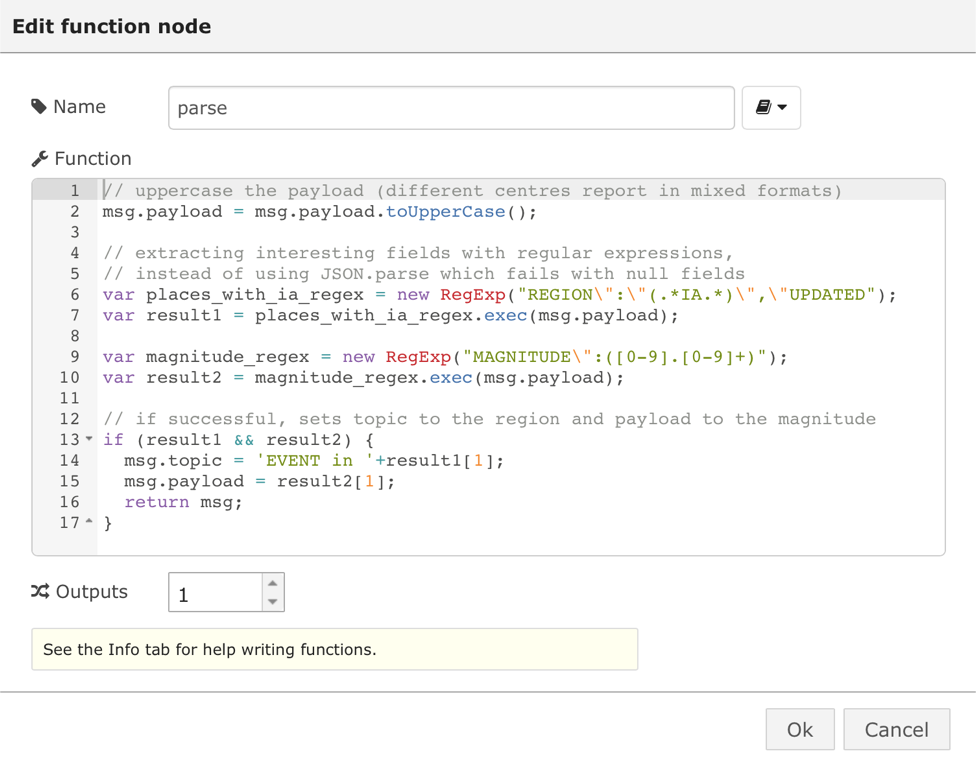 Edit function node
Name
parse
Function
1 // uppercase the payload (different centres report in mixed formats)
2 msg.payload = msg.payload.toUpperCase();
3
4 // extracting interesting fields with regular expressions,
5 // instead of using JSON.parse which fails with null fields
6 var places_with_ia_regex = new RegExp("REGION\":\"(.*IA.*)\",\"UPDATED");
7 var result1 = places_with_ia_regex.exec(msg.payload);
8
9 var magnitude_regex = new RegExp("MAGNITUDE\":([0-9].[0-9]+)");
10 var result2 = magnitude_regex.exec(msg.payload);
11
12 // if successful, sets topic to the region and payload to the magnitude
13 if (result1 && result2) {
14   msg.topic = 'EVENT in '+result1[1];
15   msg.payload = result2[1];
16   return msg;
17 }
Outputs
1
See the Info tab for help writing functions.
Ok Cancel